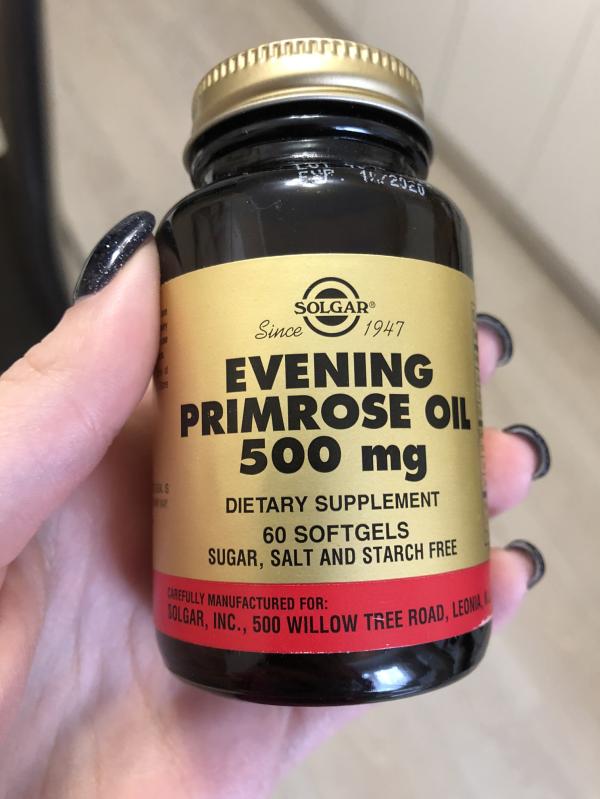 SOLGAR®
Since 1947
EVENING
PRIMROSE OIL
500 mg
DIETARY SUPPLEMENT
60 SOFTGELS
SUGAR, SALT AND STARCH FREE
CAREFULLY MANUFACTURED FOR:
SOLGAR, INC., 500 WILLOW TREE ROAD, LEONIA,